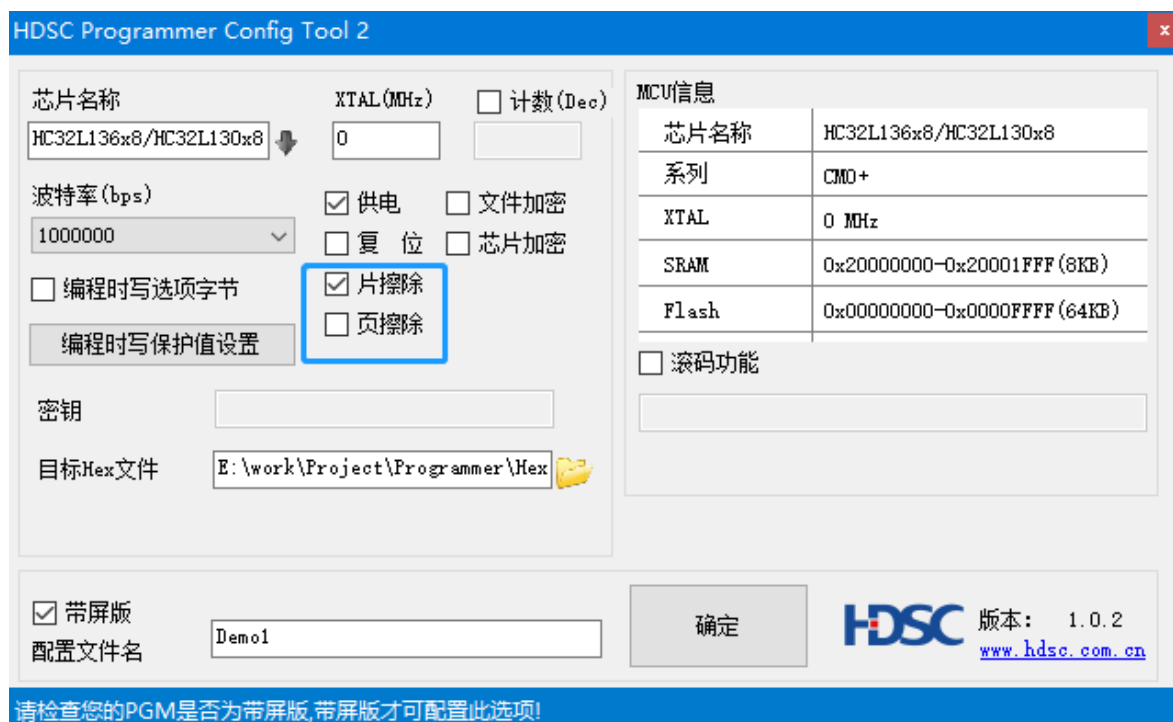 HDSC Programmer Config Tool 2
x
芯片名称
XTAL(MHz)
计数(Dec)
HC32L136x8/HC32L130x8
0
波特率(bps)
供电
文件加密
1000000
复 位
芯片加密
编程时写选项字节
片擦除
页擦除
编程时写保护值设置
密钥
目标Hex文件
E:\work\Project\Programmer\Hex
MCU信息
芯片名称 HC32L136x8/HC32L130x8
系列 CM0+
XTAL 0 MHz
SRAM 0x20000000-0x20001FFF(8KB)
Flash 0x00000000-0x0000FFFF(64KB)
滚码功能
带屏版
配置文件名
Demo1
确定
HDSC
版本: 1.0.2
www.hdsc.com.cn
请检查您的PGM是否为带屏版,带屏版才可配置此选项!